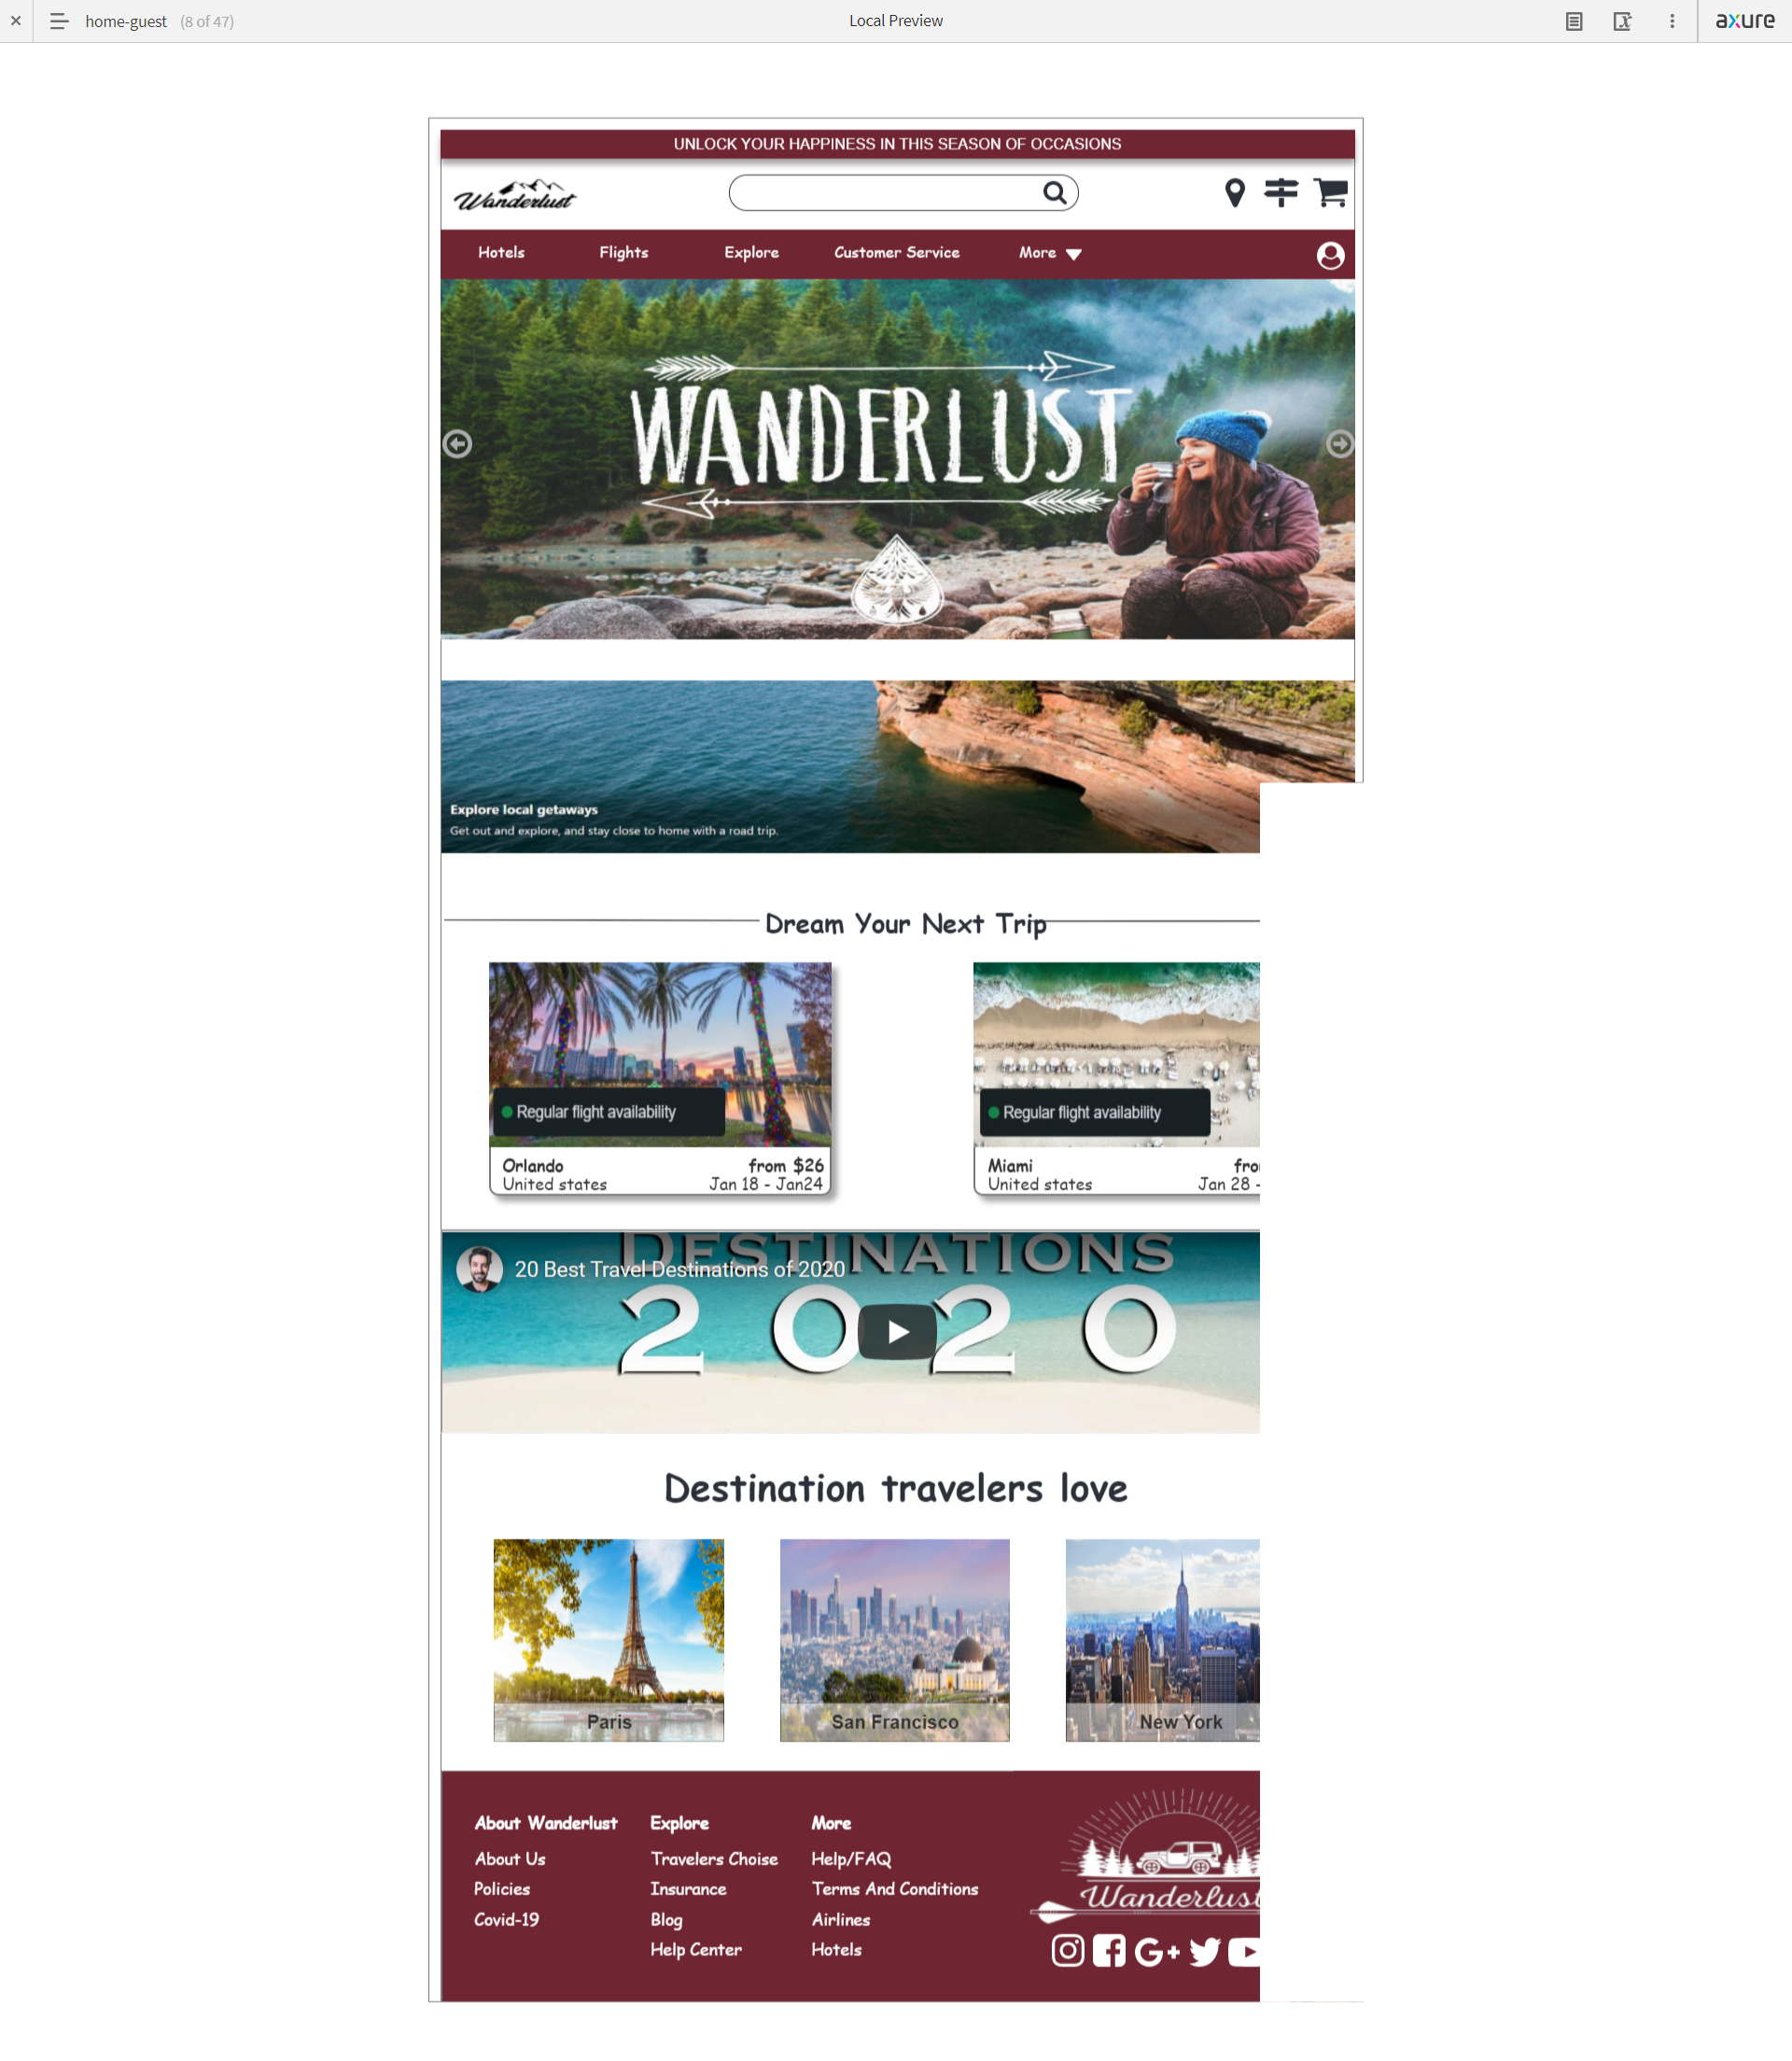 home-guest (8 of 47)
Local Preview
axure
UNLOCK YOUR HAPPINESS IN THIS SEASON OF OCCASIONS
Wanderlust
Hotels Flights Explore Customer Service More
WANDERLUST
Explore local getaways
Get out and explore, and stay close to home with a road trip.
Dream Your Next Trip
Regular flight availability
Orlando from $26
United states Jan 18 - Jan24
Regular flight availability
Miami
United states Jan 28 -
DESTINATIONS
20 Best Travel Destinations of 2020
2020
Destination travelers love
Paris
San Francisco
New York
About Wanderlust
About Us
Policies
Covid-19
Explore
Travelers Choise
Insurance
Blog
Help Center
More
Help/FAQ
Terms And Conditions
Airlines
Hotels
Wanderlust
G+